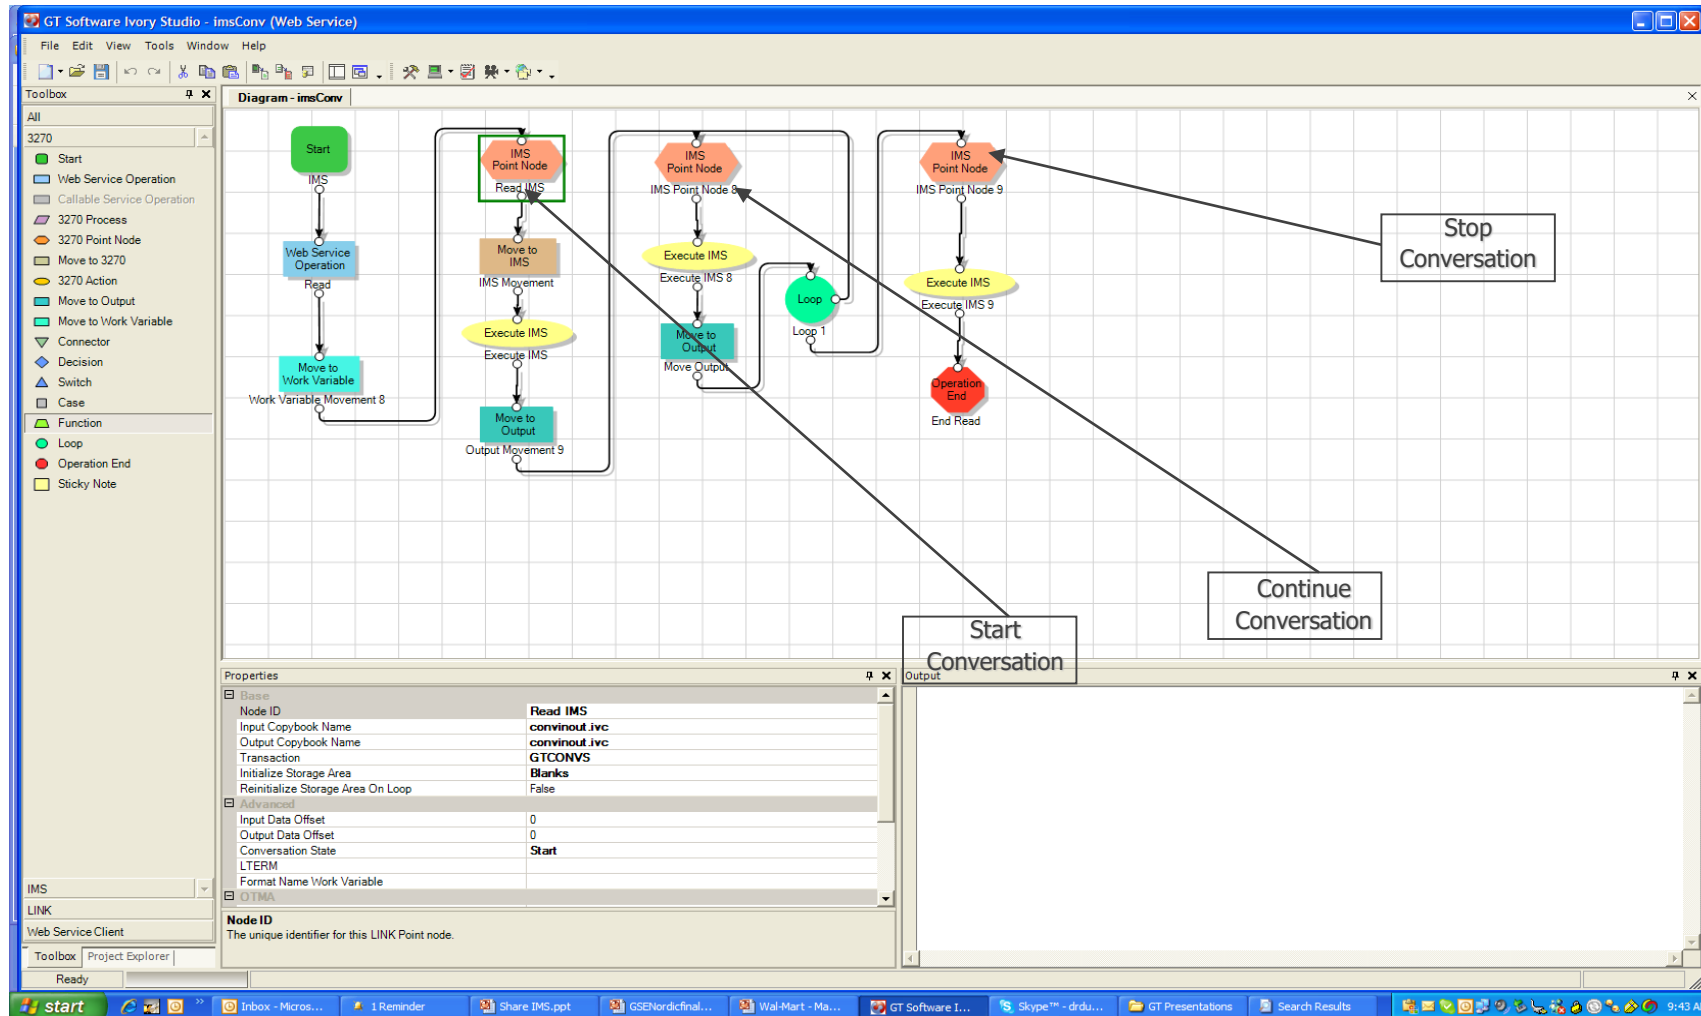 GT Software Ivory Studio - imsConv (Web Service)
File Edit View Tools Window Help
Toolbox
All
3270
Start
Web Service Operation
Callable Service Operation
3270 Process
3270 Point Node
Move to 3270
3270 Action
Move to Output
Move to Work Variable
Connector
Decision
Switch
Case
Function
Loop
Operation End
Sticky Note
IMS
LINK
Web Service Client
Toolbox Project Explorer
Ready
Diagram - imsConv
Start
IMS
Web Service
Operation
Read
Move to
Work Variable
Work Variable Movement 8
IMS
Point Node
Read IMS
Move to
IMS
IMS Movement
Execute IMS
Execute IMS
Move to
Output
Output Movement 9
IMS
Point Node
IMS Point Node 8
Execute IMS
Execute IMS 8
Move to
Output
Move Output
Loop
Loop 1
IMS
Point Node
IMS Point Node 9
Execute IMS
Execute IMS 9
Operation
End
End Read
Stop
Conversation
Continue
Conversation
Start
Conversation
Properties
Base
Node ID Read IMS
Input Copybook Name convinout.ivc
Output Copybook Name convinout.ivc
Transaction GTCONVS
Initialize Storage Area Blanks
Reinitialize Storage Area On Loop False
Advanced
Input Data Offset 0
Output Data Offset 0
Conversation State Start
LTERM
Format Name Work Variable
OTMA
Node ID
The unique identifier for this LINK Point node.
Output
start
Inbox - Micros...
1 Reminder
Share IMS.ppt
GSENordicfinal...
Wal-Mart - Ma...
GT Software I...
Skype™ - drdu...
GT Presentations
Search Results
9:43 A